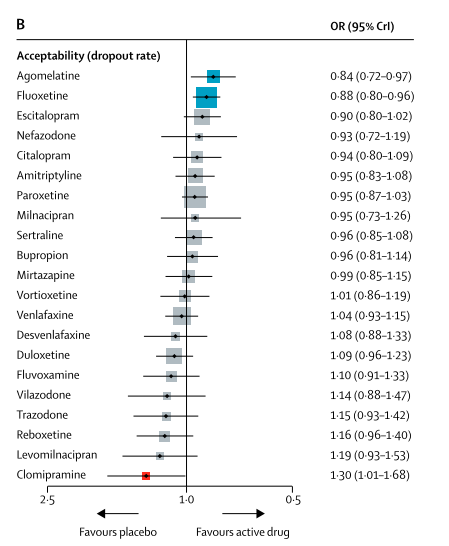 B
OR (95% CrI)
Acceptability (dropout rate)
Agomelatine 0·84 (0·72–0·97)
Fluoxetine 0·88 (0·80–0·96)
Escitalopram 0·90 (0·80–1·02)
Nefazodone 0·93 (0·72–1·19)
Citalopram 0·94 (0·80–1·09)
Amitriptyline 0·95 (0·83–1·08)
Paroxetine 0·95 (0·87–1·03)
Milnacipran 0·95 (0·73–1·26)
Sertraline 0·96 (0·85–1·08)
Bupropion 0·96 (0·81–1·14)
Mirtazapine 0·99 (0·85–1·15)
Vortioxetine 1·01 (0·86–1·19)
Venlafaxine 1·04 (0·93–1·15)
Desvenlafaxine 1·08 (0·88–1·33)
Duloxetine 1·09 (0·96–1·23)
Fluvoxamine 1·10 (0·91–1·33)
Vilazodone 1·14 (0·88–1·47)
Trazodone 1·15 (0·93–1·42)
Reboxetine 1·16 (0·96–1·40)
Levomilnacipran 1·19 (0·93–1·53)
Clomipramine 1·30 (1·01–1·68)
2·5 1·0 0·5
Favours placebo Favours active drug